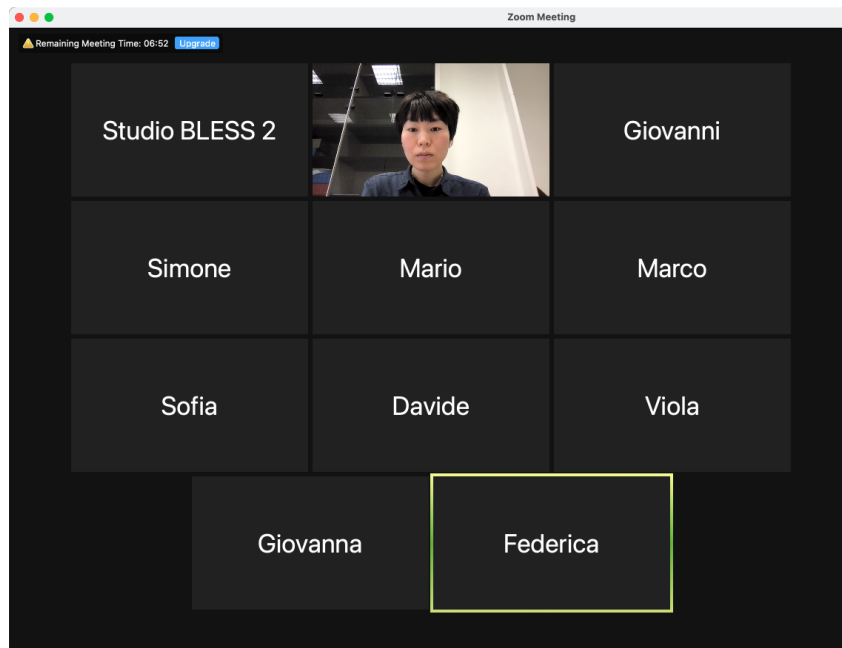 Zoom Meeting
Remaining Meeting Time: 06:52 Upgrade
Studio BLESS 2
Giovanni
Simone
Mario
Marco
Sofia
Davide
Viola
Giovanna
Federica